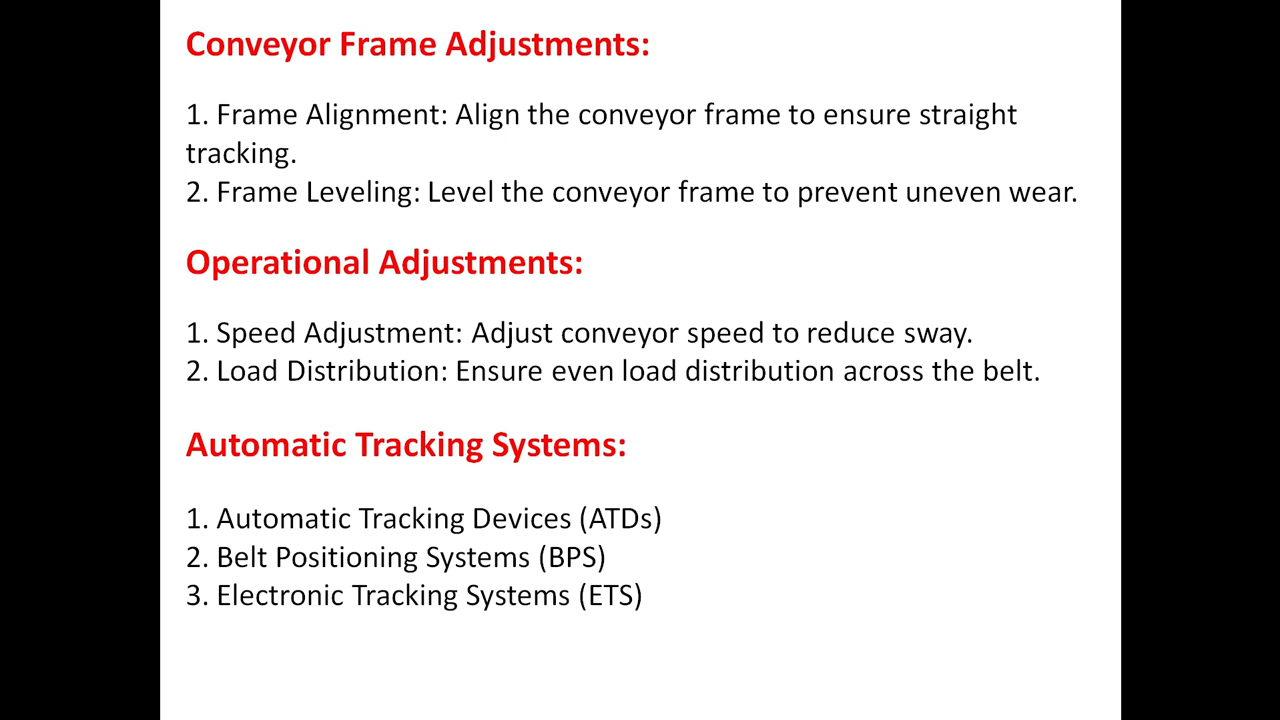 Conveyor Frame Adjustments:
1. Frame Alignment: Align the conveyor frame to ensure straight
tracking.
2. Frame Leveling: Level the conveyor frame to prevent uneven wear.
Operational Adjustments:
1. Speed Adjustment: Adjust conveyor speed to reduce sway.
2. Load Distribution: Ensure even load distribution across the belt.
Automatic Tracking Systems:
1. Automatic Tracking Devices (ATDs)
2. Belt Positioning Systems (BPS)
3. Electronic Tracking Systems (ETS)